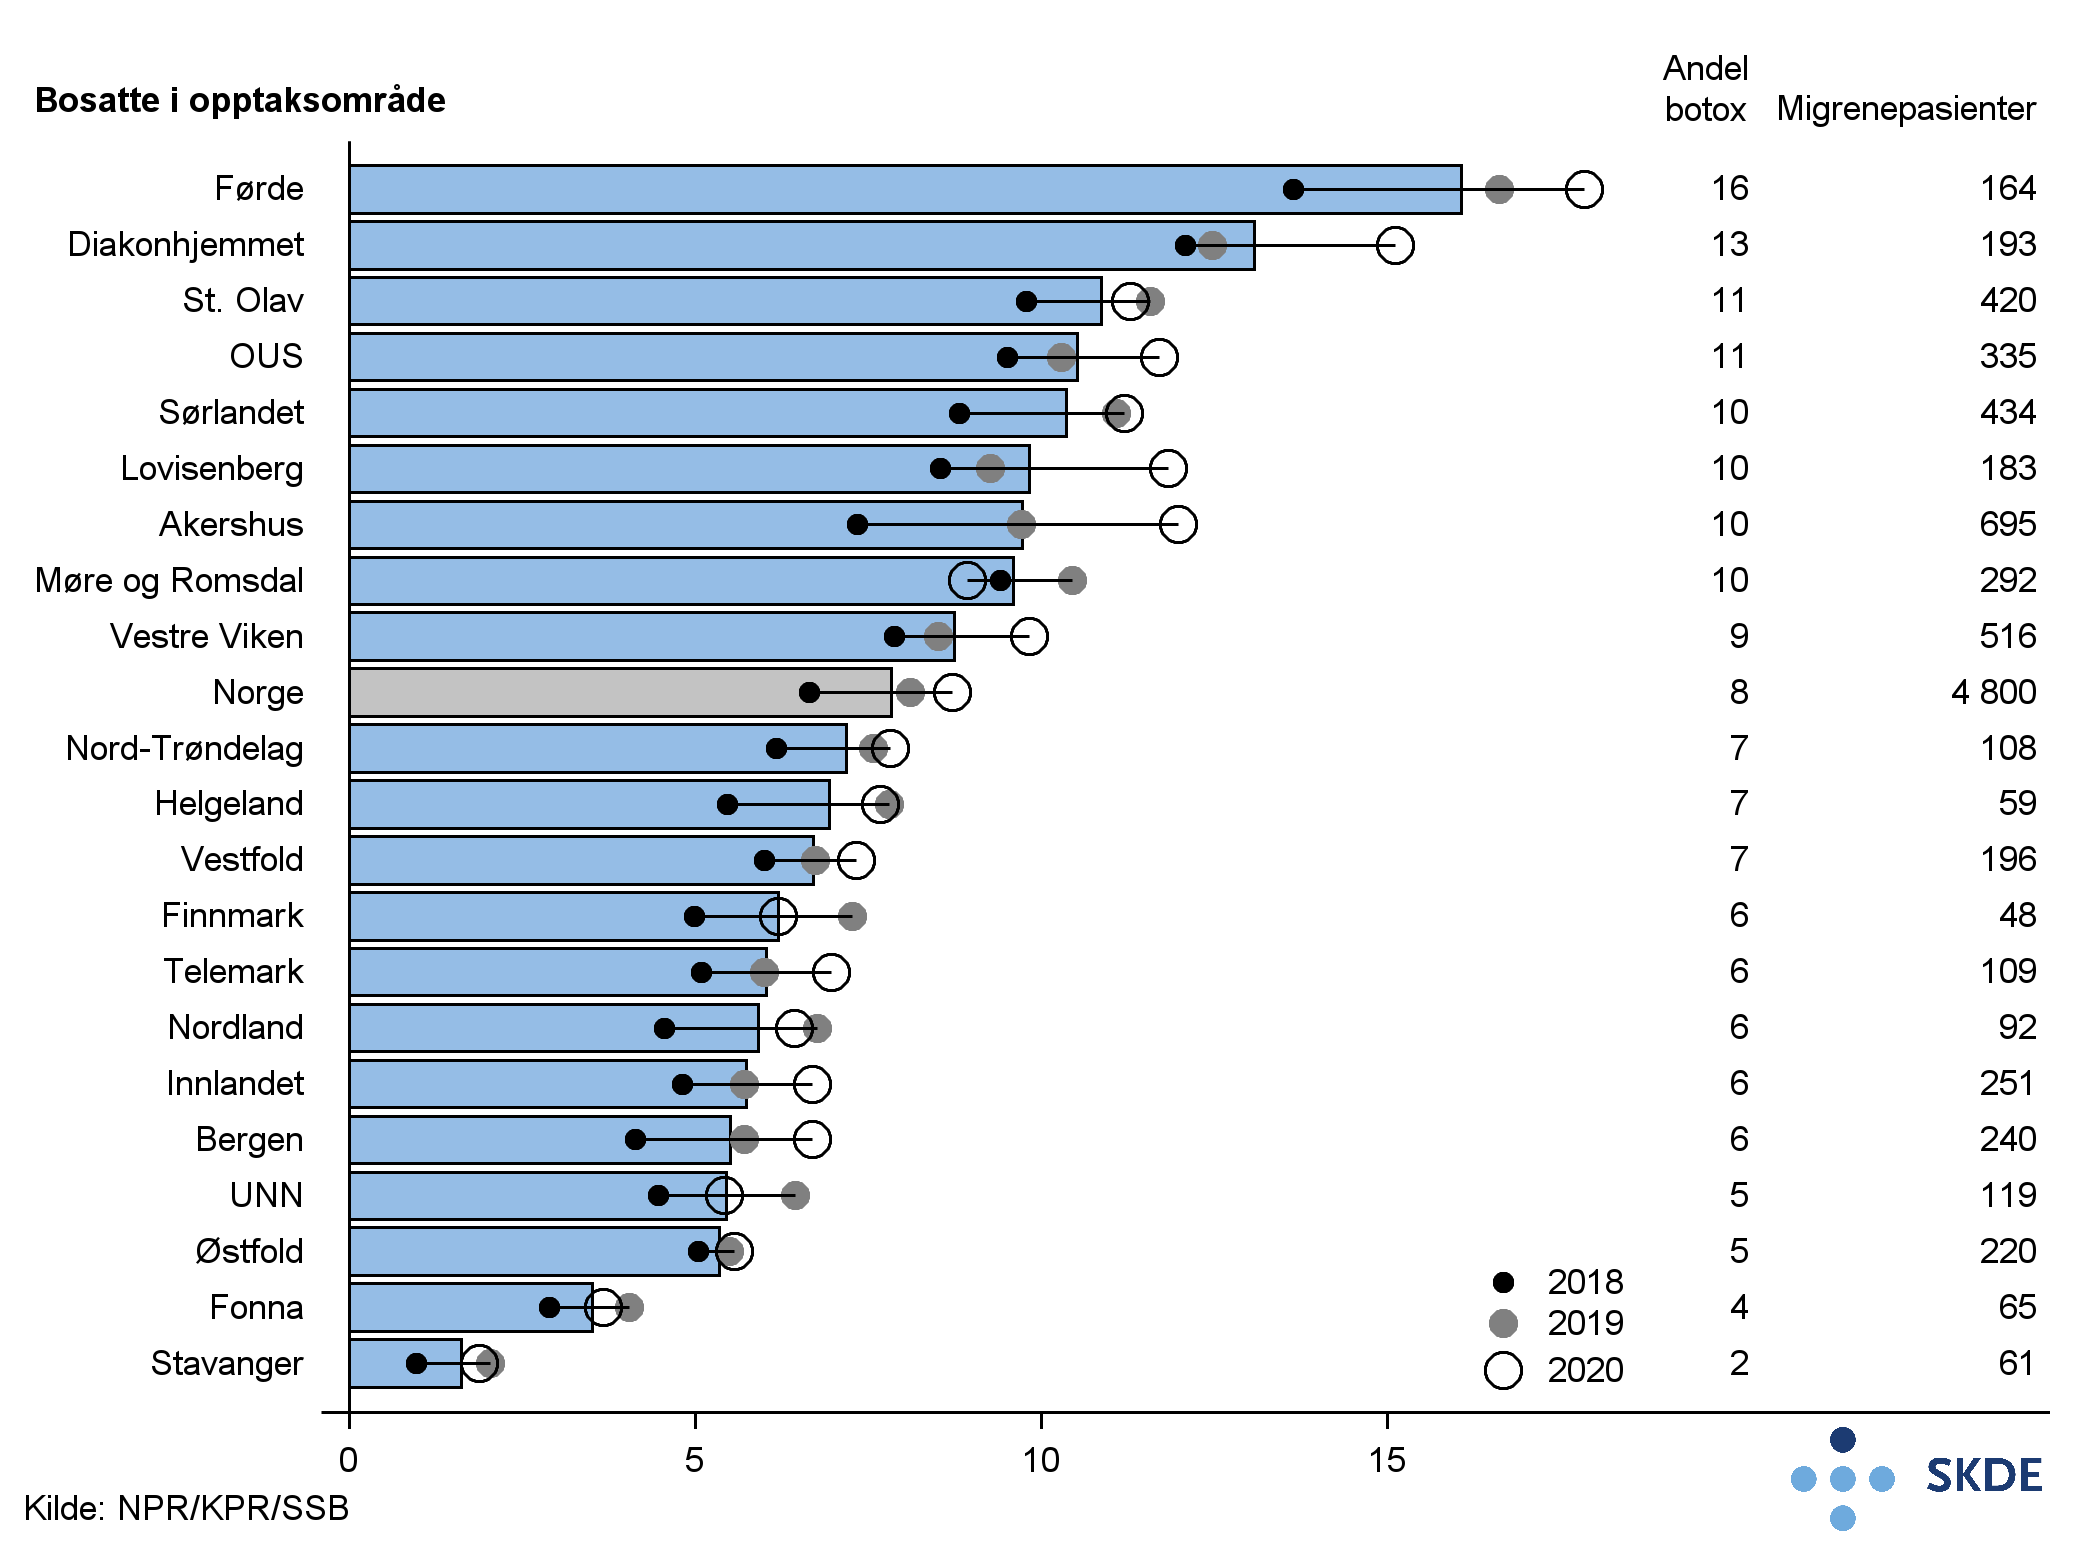 Andel
botox
Bosatte i opptaksområde Migrenepasienter
Førde 16 164
Diakonhjemmet 13 193
St. Olav 11 420
OUS 11 335
Sørlandet 10 434
Lovisenberg 10 183
Akershus 10 695
Møre og Romsdal 10 292
Vestre Viken 9 516
Norge 8 4 800
Nord-Trøndelag 7 108
Helgeland 7 59
Vestfold 7 196
Finnmark 6 48
Telemark 6 109
Nordland 6 92
Innlandet 6 251
Bergen 6 240
UNN 5 119
Østfold 5 220
2018
Fonna 4 65
2019
Stavanger 2 61
2020
0 5 10 15
SKDE
Kilde: NPR/KPR/SSB